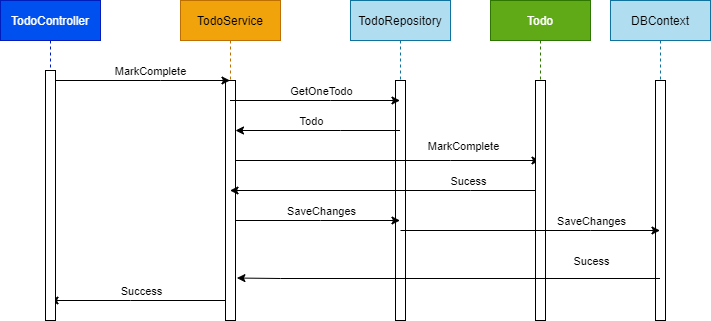 TodoController
TodoService
TodoRepository
Todo
DBContext
MarkComplete
GetOneTodo
Todo
MarkComplete
Sucess
SaveChanges
SaveChanges
Sucess
Success